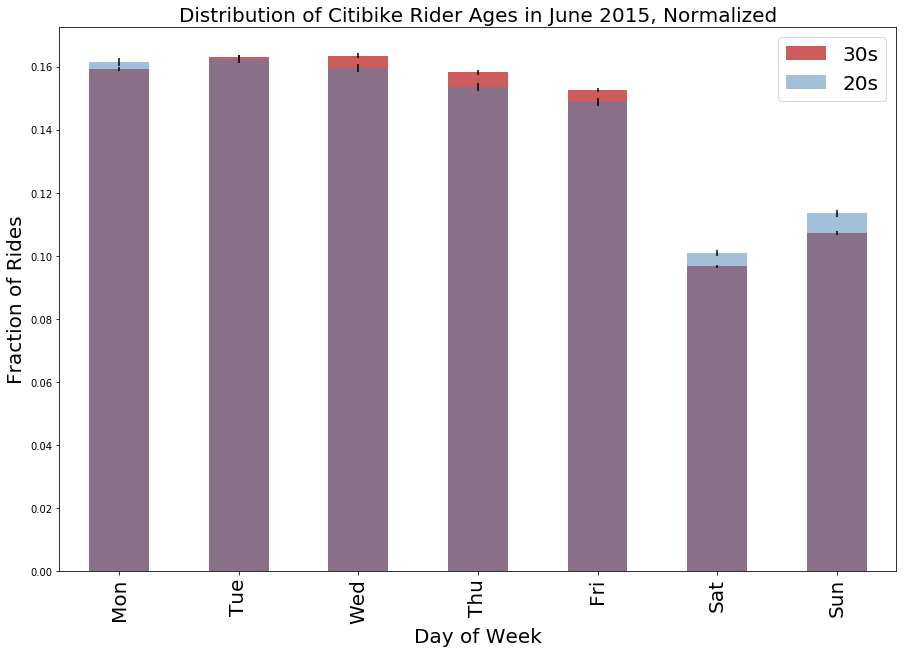 Distribution of Citibike Rider Ages in June 2015, Normalized
30s
20s
Fraction of Rides
0.16
0.14
0.12
0.10
0.08
0.06
0.04
0.02
0.00
Mon
Tue
Wed
Thu
Fri
Sat
Sun
Day of Week